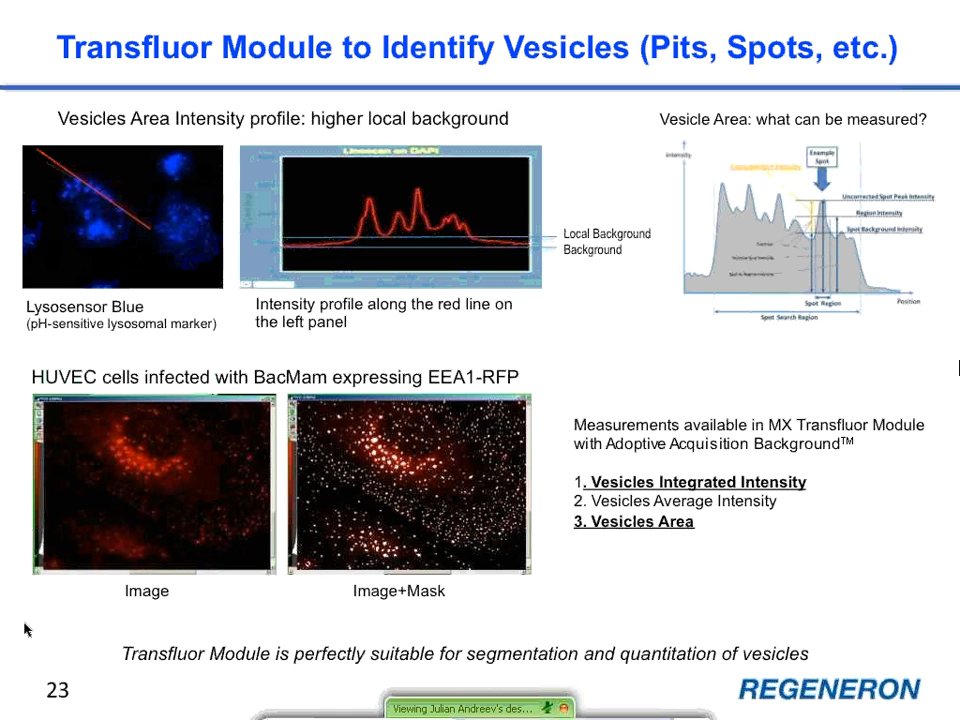 Transfluor Module to Identify Vesicles (Pits, Spots, etc.)
Vesicles Area Intensity profile: higher local background
Vesicle Area: what can be measured?
Linescan on DAPI
Local Background
Background
Intensity
Example
Spot
Uncorrected Spot Peak Intensity
Region Intensity
Spot Background Intensity
Position
Spot Region
Spot Search Region
Lysosensor Blue
(pH-sensitive lysosomal marker)
Intensity profile along the red line on
the left panel
HUVEC cells infected with BacMam expressing EEA1-RFP
Image
Image+Mask
Measurements available in MX Transfluor Module
with Adoptive Acquisition Background™
1. Vesicles Integrated Intensity
2. Vesicles Average Intensity
3. Vesicles Area
Transfluor Module is perfectly suitable for segmentation and quantitation of vesicles
23
REGENERON
Viewing Julian Andreev's des...